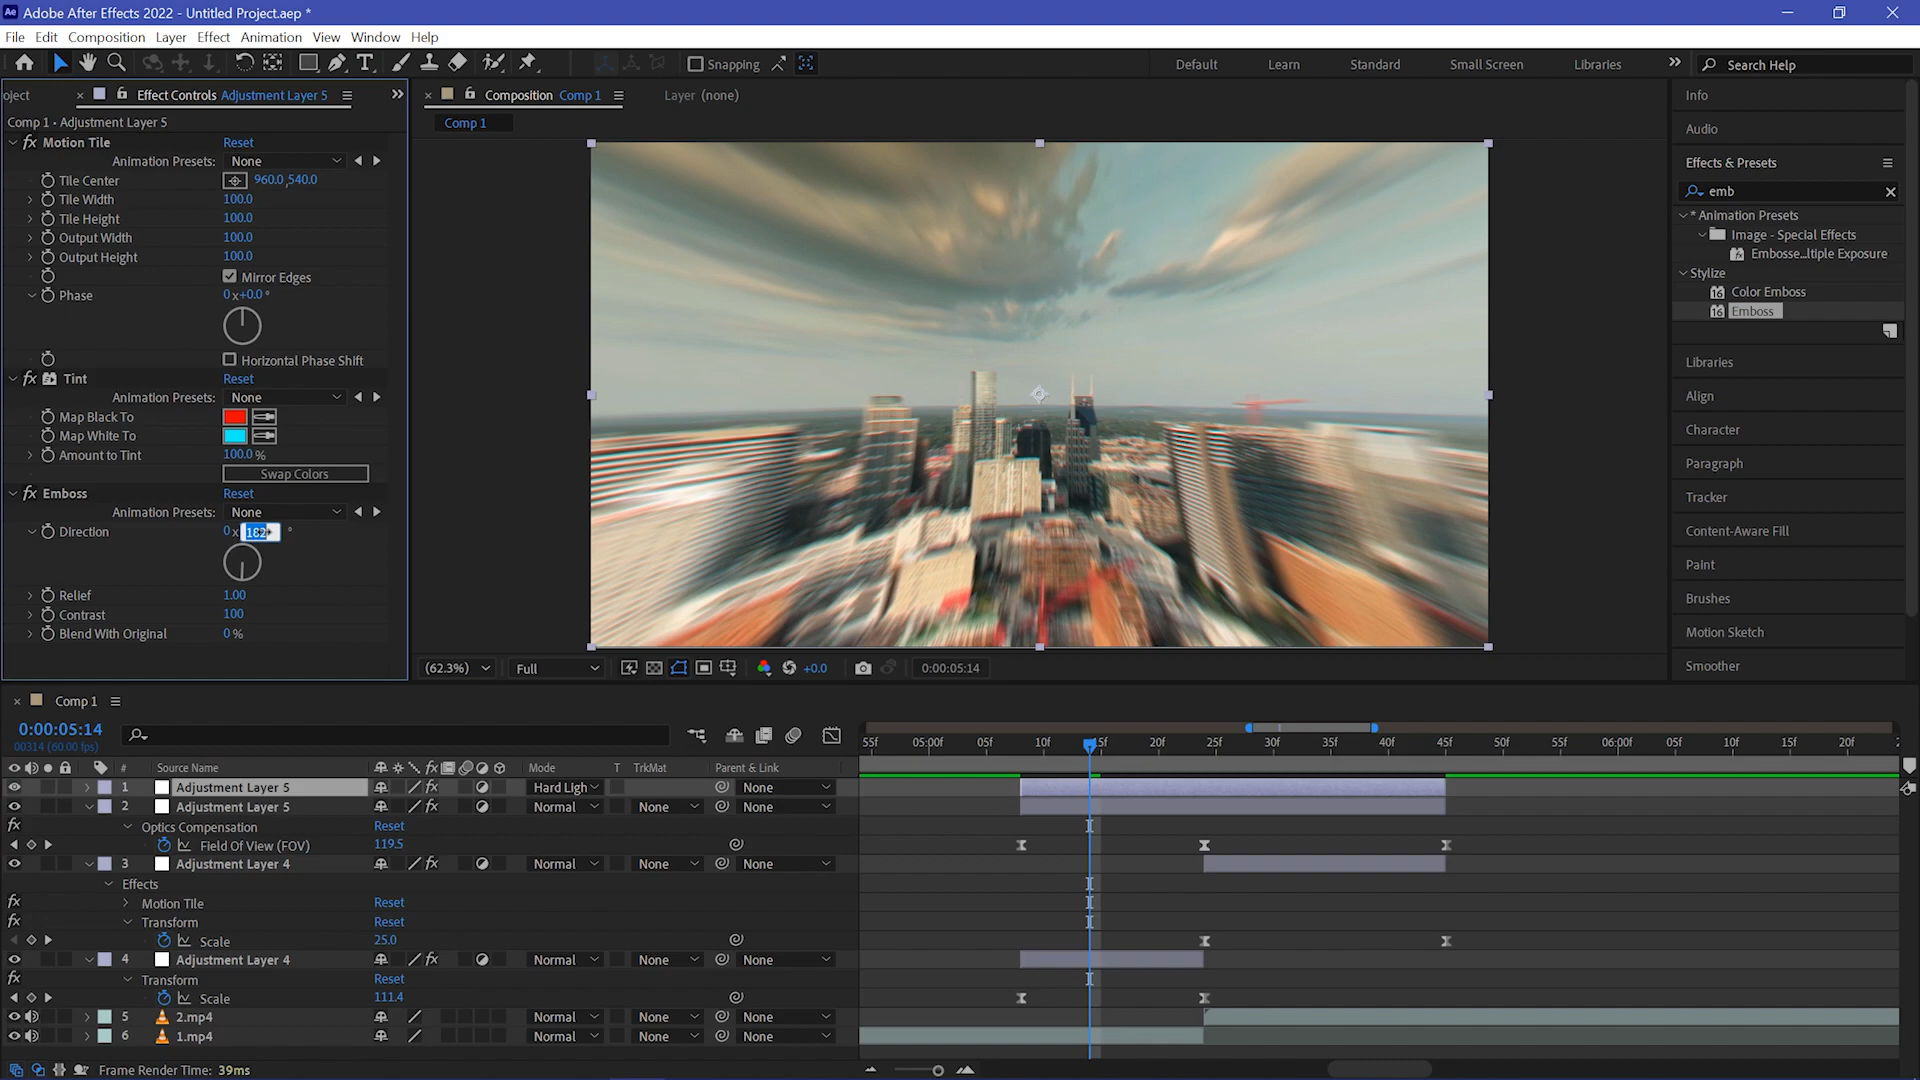 Adobe After Effects 2022 - Untitled Project.aep *
File Edit Composition Layer Effect Animation View Window Help
Snapping
Default Learn Standard Small Screen Libraries
Search Help
oject
Effect Controls Adjustment Layer 5
Composition Comp 1
Layer (none)
Comp 1 • Adjustment Layer 5
Comp 1
Motion Tile Reset
Animation Presets: None
Tile Center 960.0,540.0
Tile Width 100.0
Tile Height 100.0
Output Width 100.0
Output Height 100.0
Mirror Edges
Phase 0x+0.0°
Horizontal Phase Shift
Tint Reset
Animation Presets: None
Map Black To
Map White To
Amount to Tint 100.0 %
Swap Colors
Emboss Reset
Animation Presets: None
Direction 0 x 182 °
Relief 1.00
Contrast 100
Blend With Original 0 %
(62.3%) Full +0.0 0:00:05:14
Info
Audio
Effects & Presets
emb
* Animation Presets
Image - Special Effects
Embosse...ltiple Exposure
Stylize
16 Color Emboss
16 Emboss
Libraries
Align
Character
Paragraph
Tracker
Content-Aware Fill
Paint
Brushes
Motion Sketch
Smoother
Comp 1
0:00:05:14
00314 (60.00 fps)
55f 05:00f 05f 10f 15f 20f 25f 30f 35f 40f 45f 50f 55f 06:00f 05f 10f 15f 20f
# Source Name Mode T TrkMat Parent & Link
1 Adjustment Layer 5 Hard Ligh None
2 Adjustment Layer 5 Normal None None
Optics Compensation Reset
Field Of View (FOV) 119.5
3 Adjustment Layer 4 Normal None None
Effects
Motion Tile Reset
Transform Reset
Scale 25.0
4 Adjustment Layer 4 Normal None None
Transform Reset
Scale 111.4
5 2.mp4 Normal None None
6 1.mp4 Normal None None
Frame Render Time: 39ms